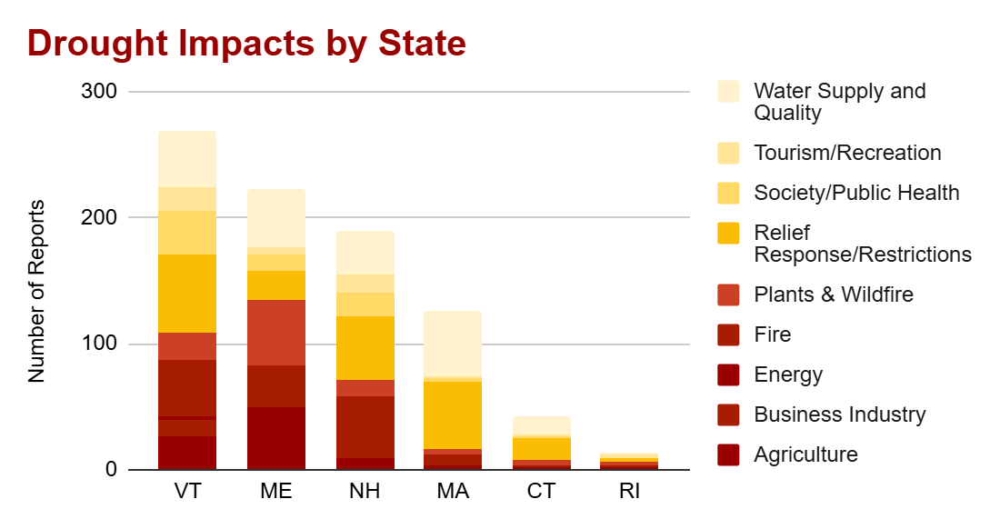 Drought Impacts by State
Number of Reports
300
200
100
0
VT
ME
NH
MA
CT
RI
Water Supply and
Quality
Tourism/Recreation
Society/Public Health
Relief
Response/Restrictions
Plants & Wildfire
Fire
Energy
Business Industry
Agriculture